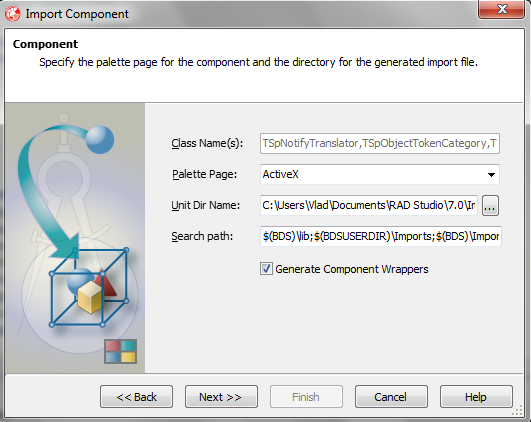 Import Component
Component
Specify the palette page for the component and the directory for the generated import file.
Class Name(s): TSpNotifyTranslator,TSpObjectTokenCategory,T
Palette Page: ActiveX
Unit Dir Name: C:\Users\Vlad\Documents\RAD Studio\7.0\Im ...
Search path: $(BDS)\lib;$(BDSUSERDIR)\Imports;$(BDS)\Impor
Generate Component Wrappers
<< Back Next >> Finish Cancel Help